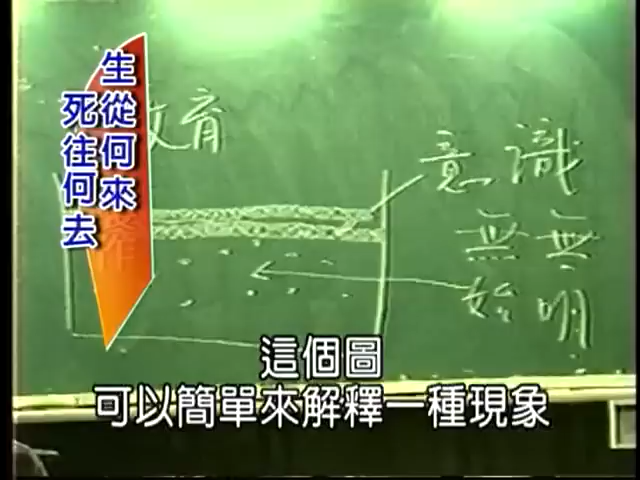 生從何來
死往何去
教育
意識
無無
始明
這個圖
可以簡單來解釋一種現象